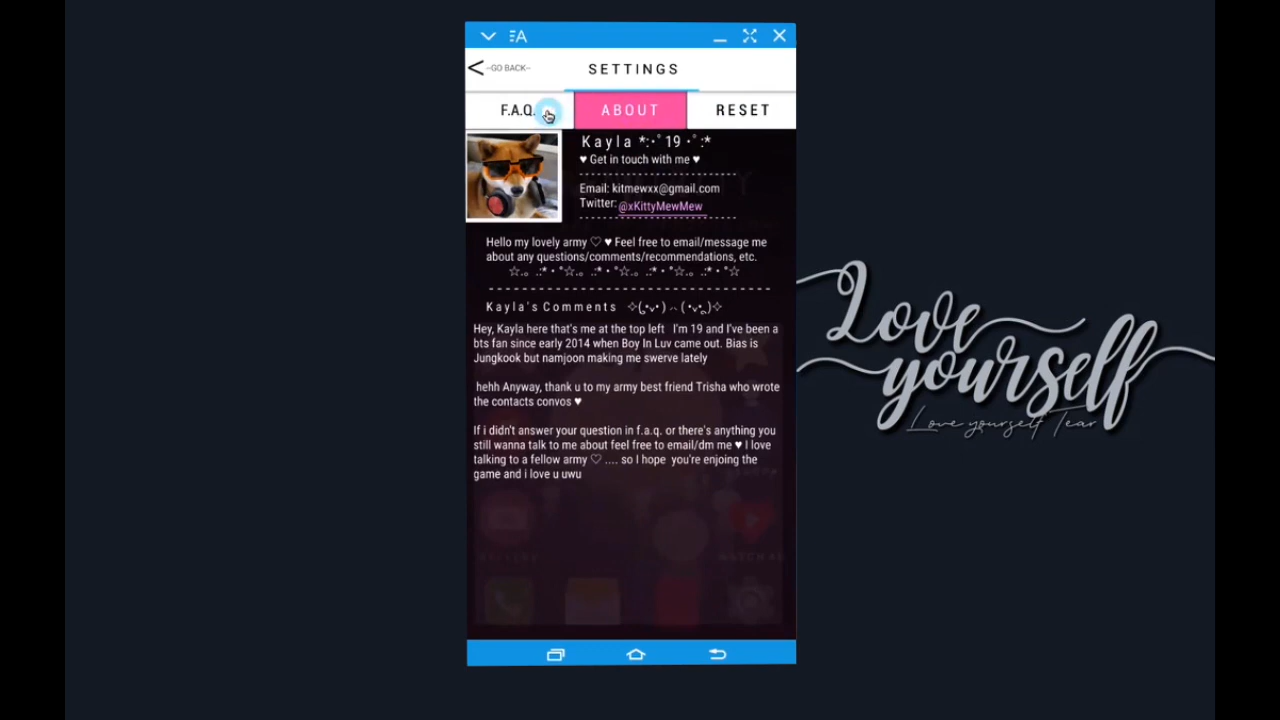 --GO BACK--
SETTINGS
F.A.Q.
ABOUT
RESET
Kayla *:･ﾟ19･ﾟ:*
♥ Get in touch with me ♥
Email: kitmewxx@gmail.com
Twitter: @xKittyMewMew
Hello my lovely army ♡ ♥ Feel free to email/message me
about any questions/comments/recommendations, etc.
Kayla's Comments
Hey, Kayla here that's me at the top left I'm 19 and I've been a
bts fan since early 2014 when Boy In Luv came out. Bias is
Jungkook but namjoon making me swerve lately
hehh Anyway, thank u to my army best friend Trisha who wrote
the contacts convos ♥
If i didn't answer your question in f.a.q. or there's anything you
still wanna talk to me about feel free to email/dm me ♥ I love
talking to a fellow army ♡ .... so I hope you're enjoing the
game and i love u uwu
Love
yourself
Love yourself Tear